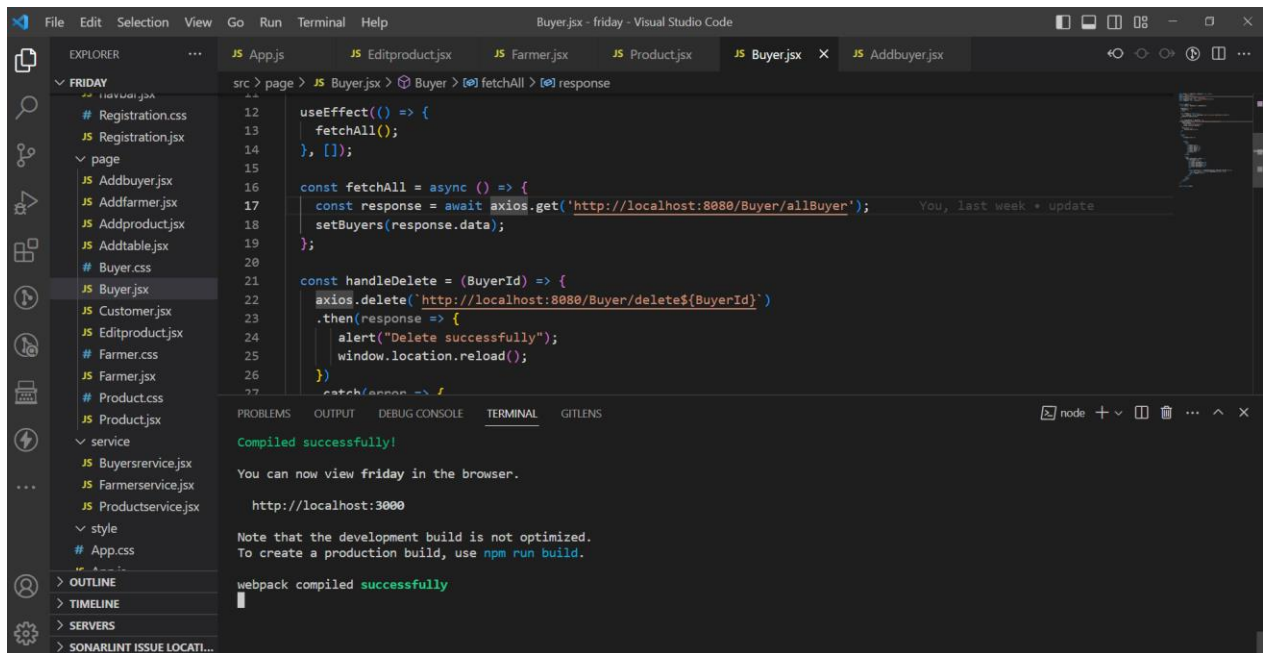 File Edit Selection View Go Run Terminal Help
Buyer.jsx - friday - Visual Studio Code
EXPLORER
FRIDAY
navbar.jsx
# Registration.css
JS Registration.jsx
page
JS Addbuyer.jsx
JS Addfarmer.jsx
JS Addproduct.jsx
JS Addtable.jsx
# Buyer.css
JS Buyer.jsx
JS Customer.jsx
JS Editproduct.jsx
# Farmer.css
JS Farmer.jsx
# Product.css
JS Product.jsx
service
JS Buyersrervice.jsx
JS Farmerservice.jsx
JS Productservice.jsx
style
# App.css
> OUTLINE
> TIMELINE
> SERVERS
> SONARLINT ISSUE LOCATI...
JS App.js JS Editproduct.jsx JS Farmer.jsx JS Product.jsx JS Buyer.jsx X JS Addbuyer.jsx
src > page > JS Buyer.jsx > Buyer > fetchAll > response
12 useEffect(() => {
13 fetchAll();
14 }, []);
15
16 const fetchAll = async () => {
17 const response = await axios.get('http://localhost:8080/Buyer/allBuyer'); You, last week • update
18 setBuyers(response.data);
19 };
20
21 const handleDelete = (BuyerId) => {
22 axios.delete(`http://localhost:8080/Buyer/delete${BuyerId}`)
23 .then(response => {
24 alert("Delete successfully");
25 window.location.reload();
26 })
27 .catch(error => {
PROBLEMS OUTPUT DEBUG CONSOLE TERMINAL GITLENS
node
Compiled successfully!
You can now view friday in the browser.
http://localhost:3000
Note that the development build is not optimized.
To create a production build, use npm run build.
webpack compiled successfully